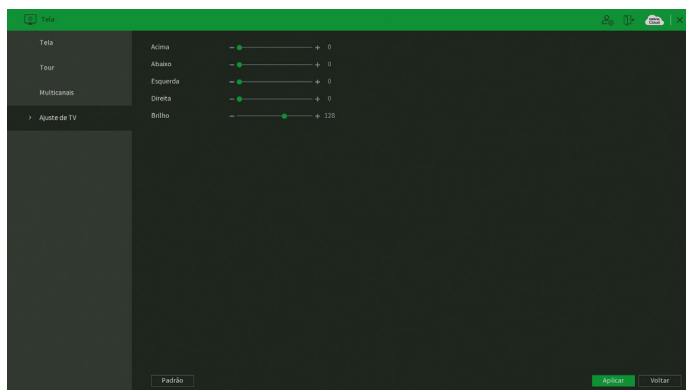 Tela
Tela
Tour
Multicanais
> Ajuste de TV
Acima − + 0
Abaixo − + 0
Esquerda − + 0
Direita − + 0
Brilho − + 128
Padrão
Aplicar
Voltar